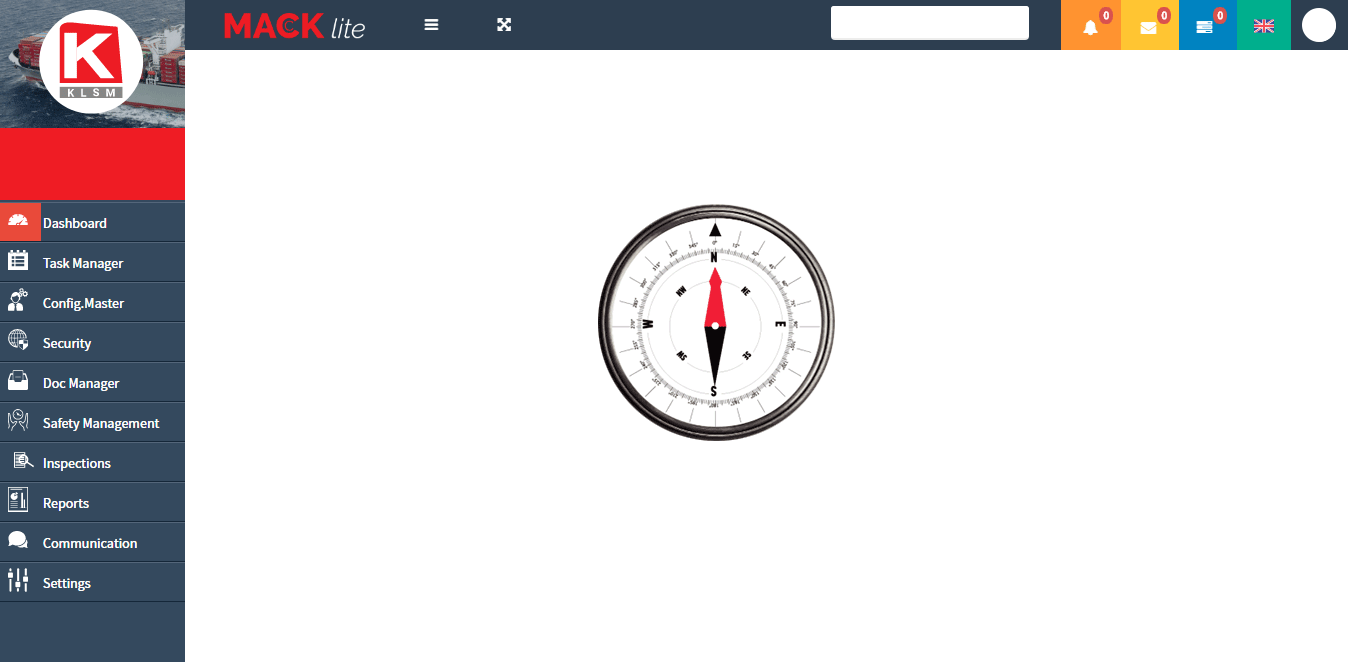 KLSM
MACK lite
0
0
0
Dashboard
Task Manager
Config.Master
Security
Doc Manager
Safety Management
Inspections
Reports
Communication
Settings
N
NE
E
SE
S
SW
W
NW